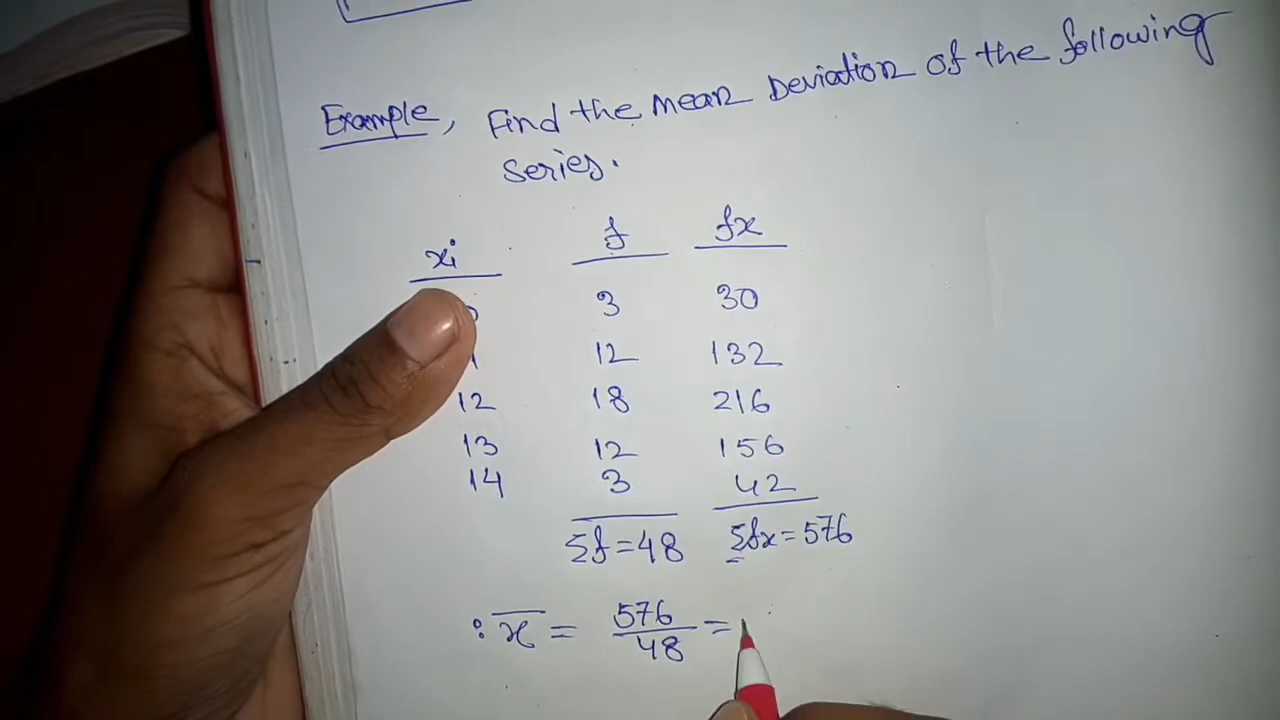 Example, Find the Mean Deviation of the following
series.
xi f fx
3 30
12 132
12 18 216
13 12 156
14 3 42
Σf=48 Σfx=576
: x̄ = 576/48 =